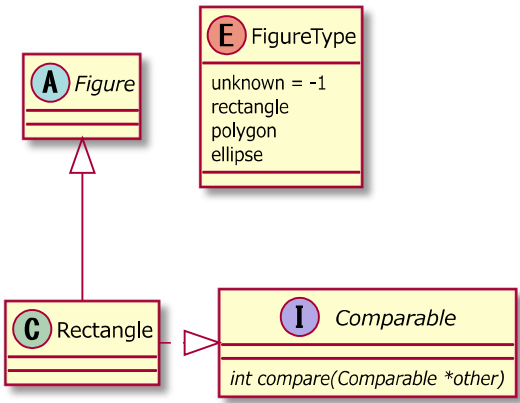 A Figure
E FigureType
unknown = -1
rectangle
polygon
ellipse
C Rectangle
I Comparable
int compare(Comparable *other)